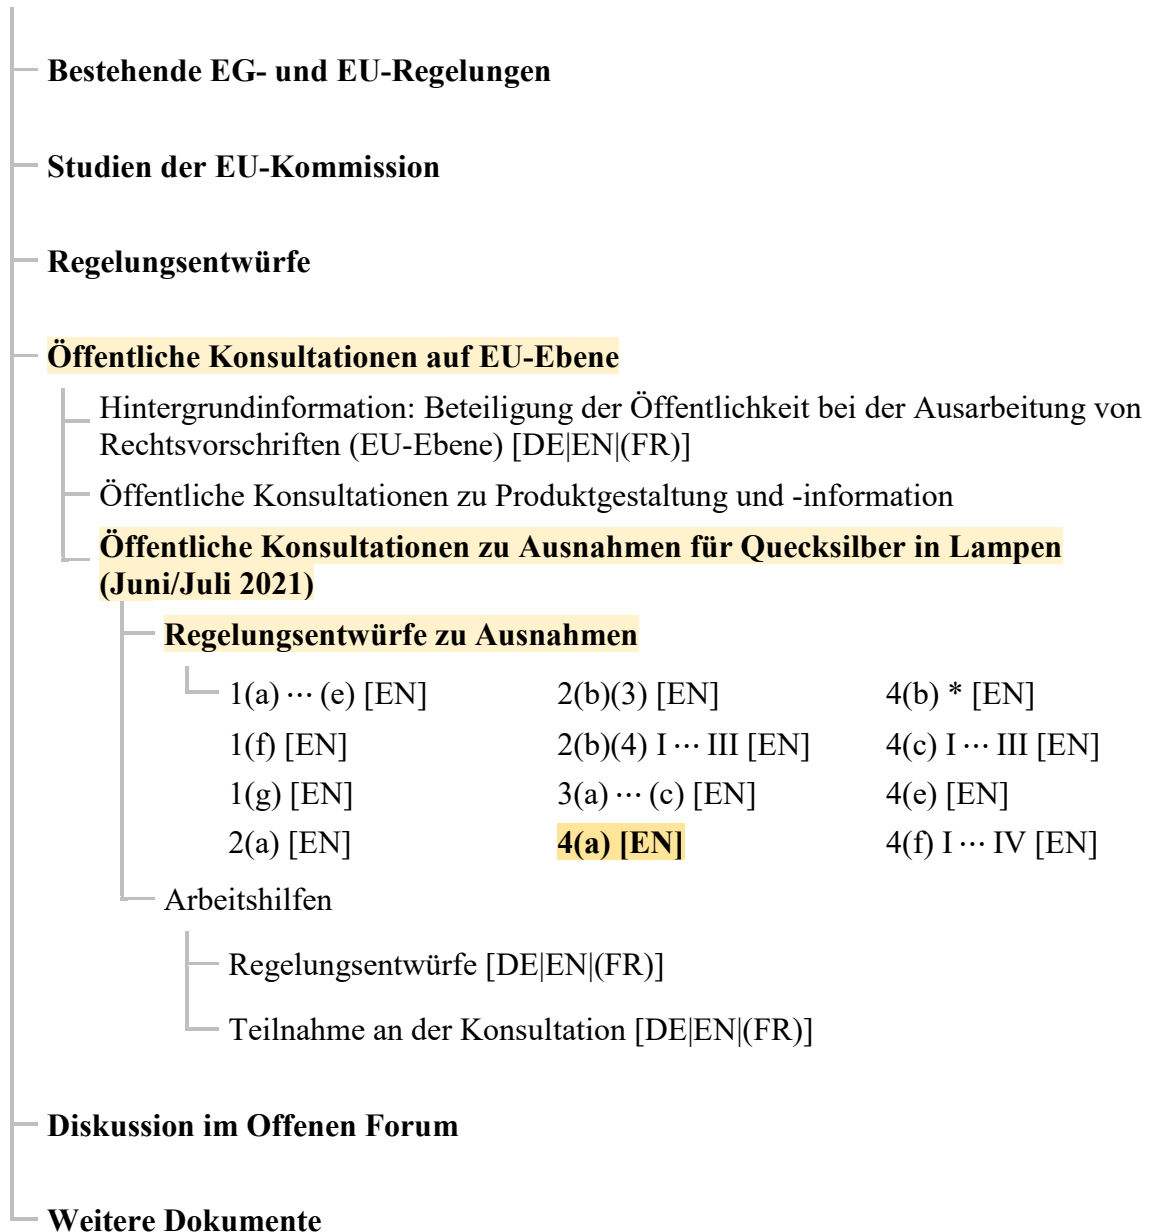 Bestehende EG- und EU-Regelungen
Studien der EU-Kommission
Regelungsentwürfe
Öffentliche Konsultationen auf EU-Ebene
Hintergrundinformation: Beteiligung der Öffentlichkeit bei der Ausarbeitung von
Rechtsvorschriften (EU-Ebene) [DE|EN|(FR)]
Öffentliche Konsultationen zu Produktgestaltung und -information
Öffentliche Konsultationen zu Ausnahmen für Quecksilber in Lampen
(Juni/Juli 2021)
Regelungsentwürfe zu Ausnahmen
1(a) ··· (e) [EN] 2(b)(3) [EN] 4(b) * [EN]
1(f) [EN] 2(b)(4) I ··· III [EN] 4(c) I ··· III [EN]
1(g) [EN] 3(a) ··· (c) [EN] 4(e) [EN]
2(a) [EN] 4(a) [EN] 4(f) I ··· IV [EN]
Arbeitshilfen
Regelungsentwürfe [DE|EN|(FR)]
Teilnahme an der Konsultation [DE|EN|(FR)]
Diskussion im Offenen Forum
Weitere Dokumente